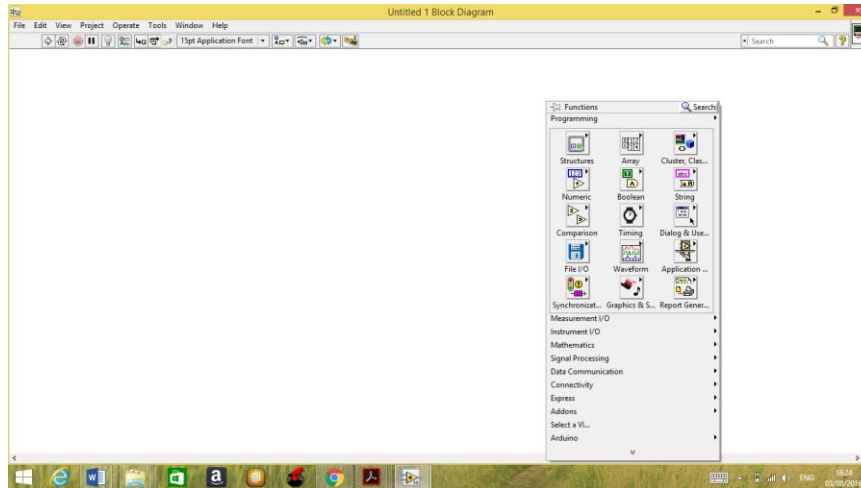 Untitled 1 Block Diagram
File Edit View Project Operate Tools Window Help
15pt Application Font
Search
Functions Search
Programming
Structures Array Cluster, Clas...
Numeric Boolean String
Comparison Timing Dialog & Use...
File I/O Waveform Application ...
Synchronizat... Graphics & S... Report Gener...
Measurement I/O
Instrument I/O
Mathematics
Signal Processing
Data Communication
Connectivity
Express
Addons
Select a VI...
Arduino
ENG